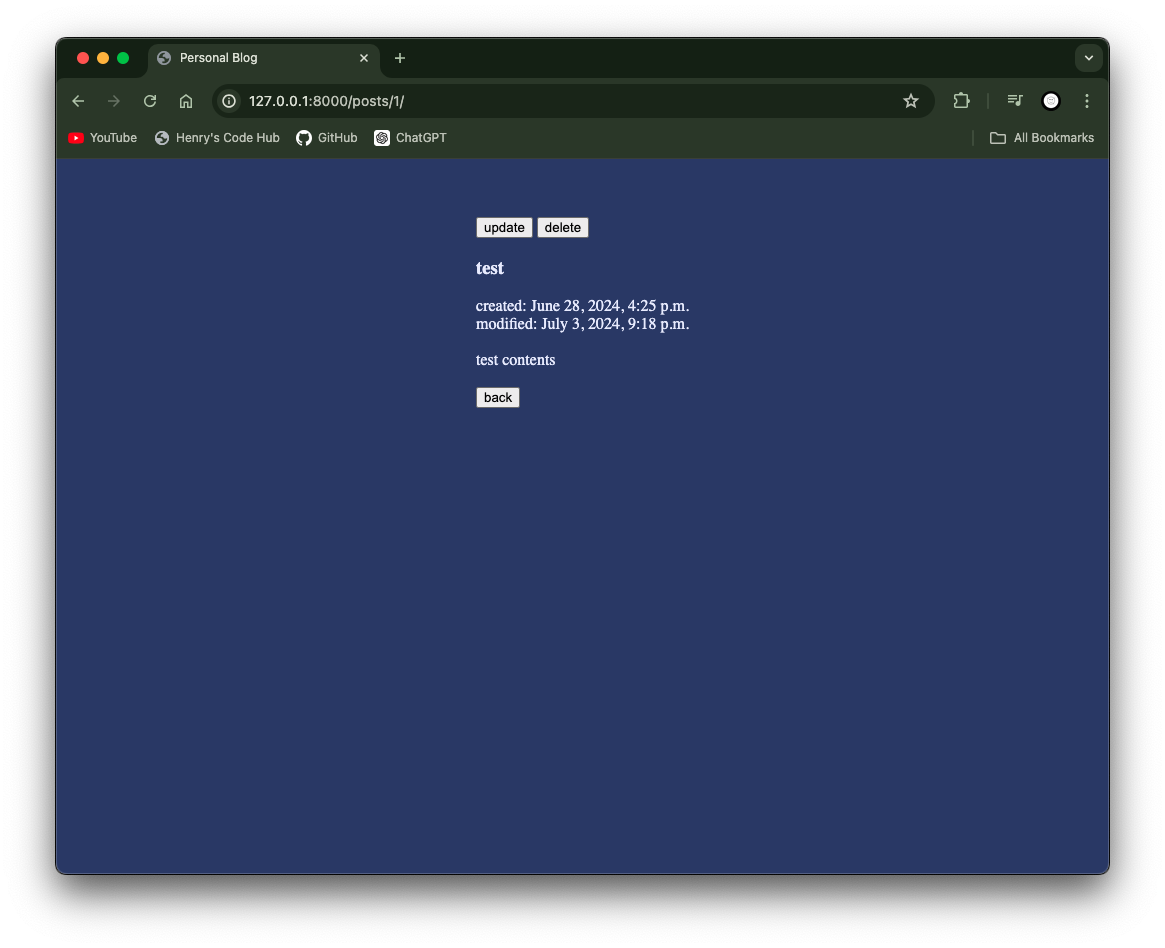 Personal Blog
127.0.0.1:8000/posts/1/
YouTube Henry's Code Hub GitHub ChatGPT All Bookmarks
update delete
test
created: June 28, 2024, 4:25 p.m.
modified: July 3, 2024, 9:18 p.m.
test contents
back